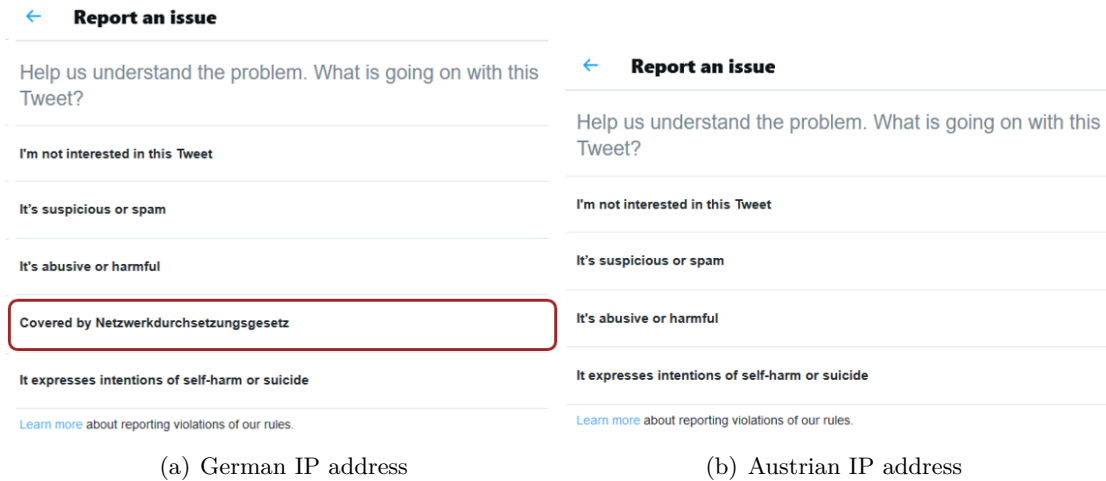 ← Report an issue
Help us understand the problem. What is going on with this
Tweet?
I'm not interested in this Tweet
It's suspicious or spam
It's abusive or harmful
Covered by Netzwerkdurchsetzungsgesetz
It expresses intentions of self-harm or suicide
Learn more about reporting violations of our rules.
(a) German IP address
← Report an issue
Help us understand the problem. What is going on with this
Tweet?
I'm not interested in this Tweet
It's suspicious or spam
It's abusive or harmful
It expresses intentions of self-harm or suicide
Learn more about reporting violations of our rules.
(b) Austrian IP address